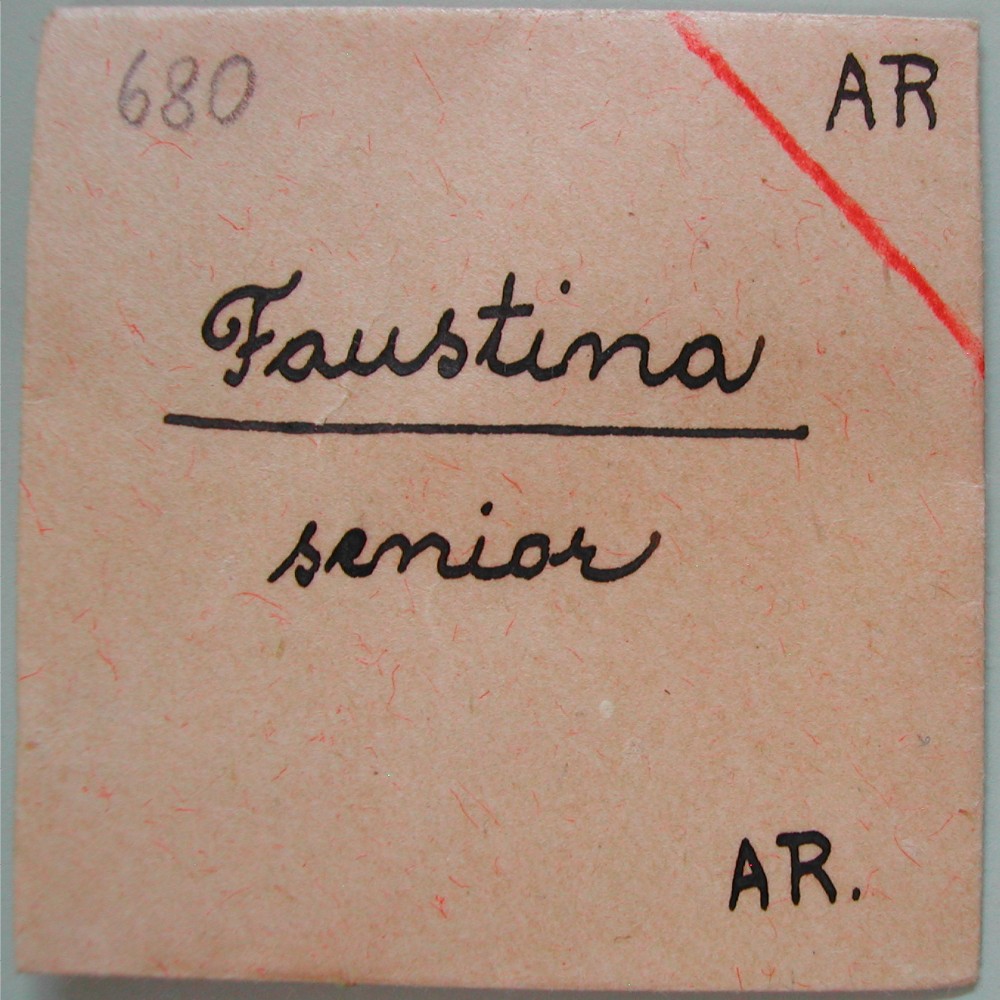 680 AR
Faustina
senior
AR.